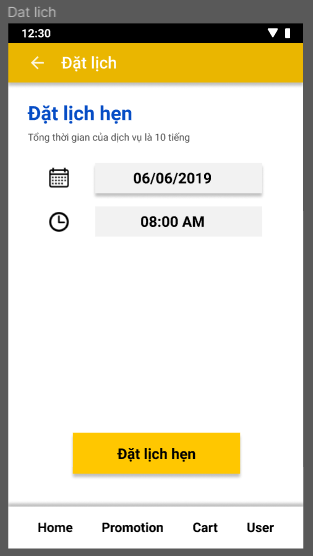 Dat lich
12:30
Đặt lịch
Đặt lịch hẹn
Tổng thời gian của dịch vụ là 10 tiếng
06/06/2019
08:00 AM
Đặt lịch hẹn
Home Promotion Cart User